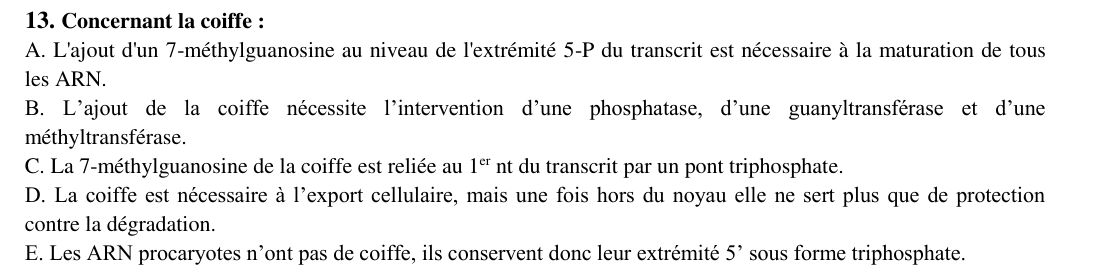 13. Concernant la coiffe :
A. L'ajout d'un 7-méthylguanosine au niveau de l'extrémité 5-P du transcrit est nécessaire à la maturation de tous
les ARN.
B. L’ajout de la coiffe nécessite l’intervention d’une phosphatase, d’une guanyltransférase et d’une
méthyltransférase.
C. La 7-méthylguanosine de la coiffe est reliée au 1er nt du transcrit par un pont triphosphate.
D. La coiffe est nécessaire à l’export cellulaire, mais une fois hors du noyau elle ne sert plus que de protection
contre la dégradation.
E. Les ARN procaryotes n’ont pas de coiffe, ils conservent donc leur extrémité 5’ sous forme triphosphate.